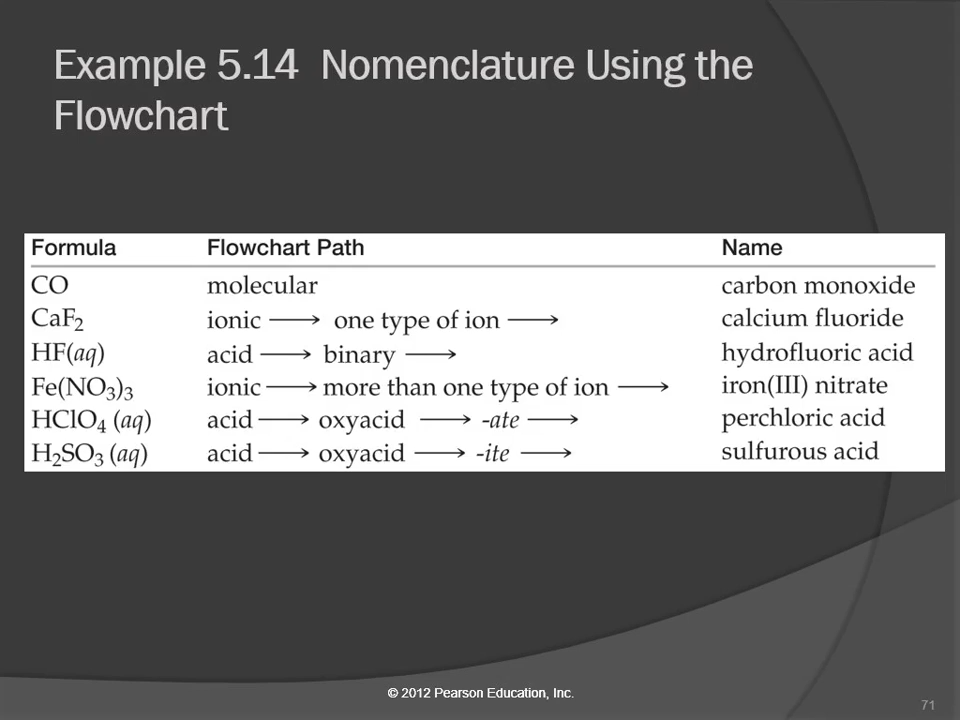 Example 5.14 Nomenclature Using the
Flowchart
Formula Flowchart Path Name
CO molecular carbon monoxide
CaF₂ ionic ⟶ one type of ion ⟶ calcium fluoride
HF(aq) acid ⟶ binary ⟶ hydrofluoric acid
Fe(NO₃)₃ ionic ⟶ more than one type of ion ⟶ iron(III) nitrate
HClO₄ (aq) acid ⟶ oxyacid ⟶ -ate ⟶ perchloric acid
H₂SO₃ (aq) acid ⟶ oxyacid ⟶ -ite ⟶ sulfurous acid
© 2012 Pearson Education, Inc.
71